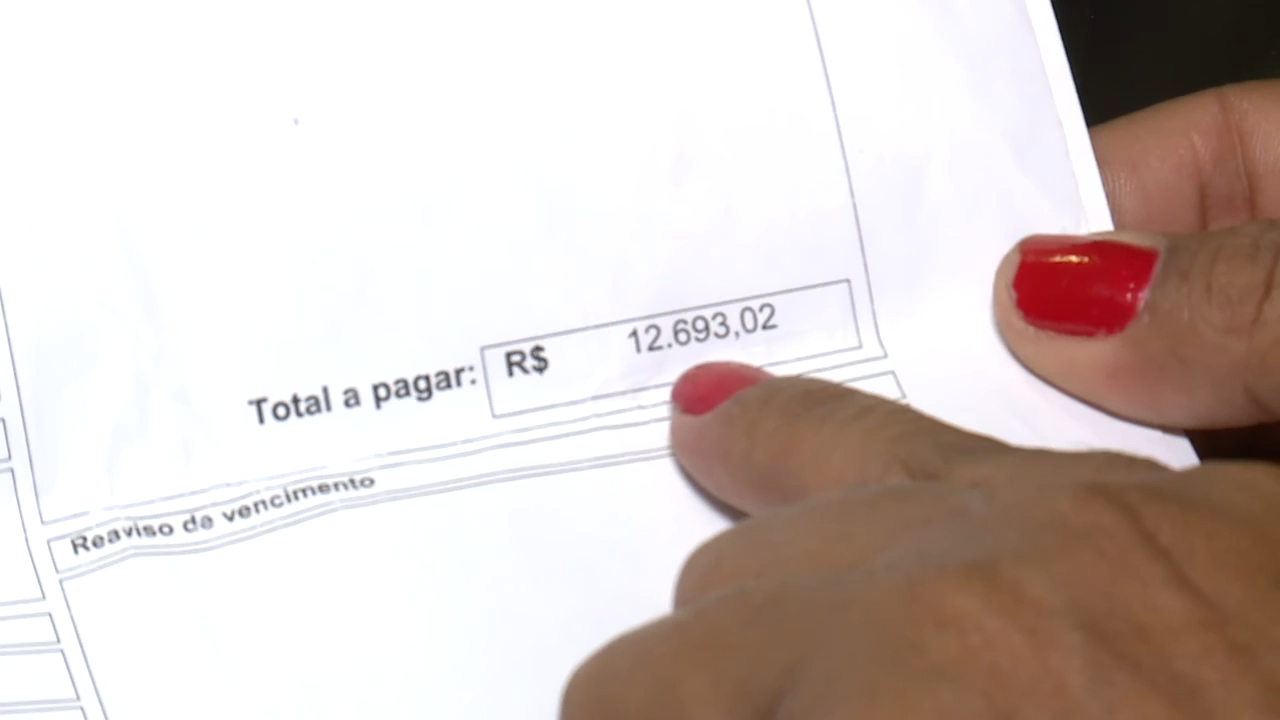 Total a pagar: R$ 12.693,02
Reaviso de vencimento